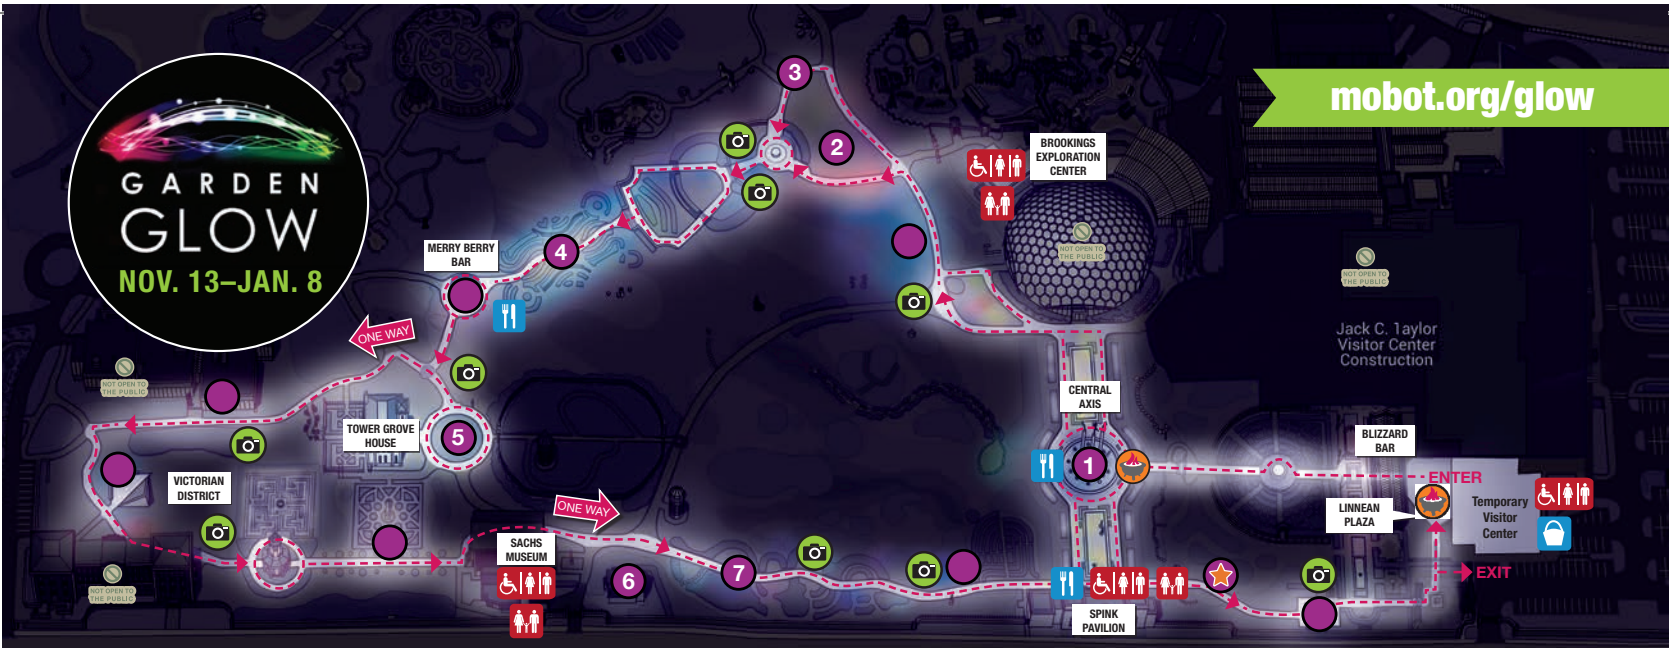 GARDEN
GLOW
NOV. 13–JAN. 8
mobot.org/glow
3
2
BROOKINGS
EXPLORATION
CENTER
NOT OPEN TO
THE PUBLIC
NOT OPEN TO
THE PUBLIC
MERRY BERRY
BAR
4
ONE WAY
Jack C. Taylor
Visitor Center
Construction
NOT OPEN TO
THE PUBLIC
CENTRAL
AXIS
TOWER GROVE
HOUSE
5
1
BLIZZARD
BAR
ENTER
VICTORIAN
DISTRICT
LINNEAN
PLAZA
Temporary
Visitor
Center
ONE WAY
SACHS
MUSEUM
6
7
EXIT
NOT OPEN TO
THE PUBLIC
SPINK
PAVILION